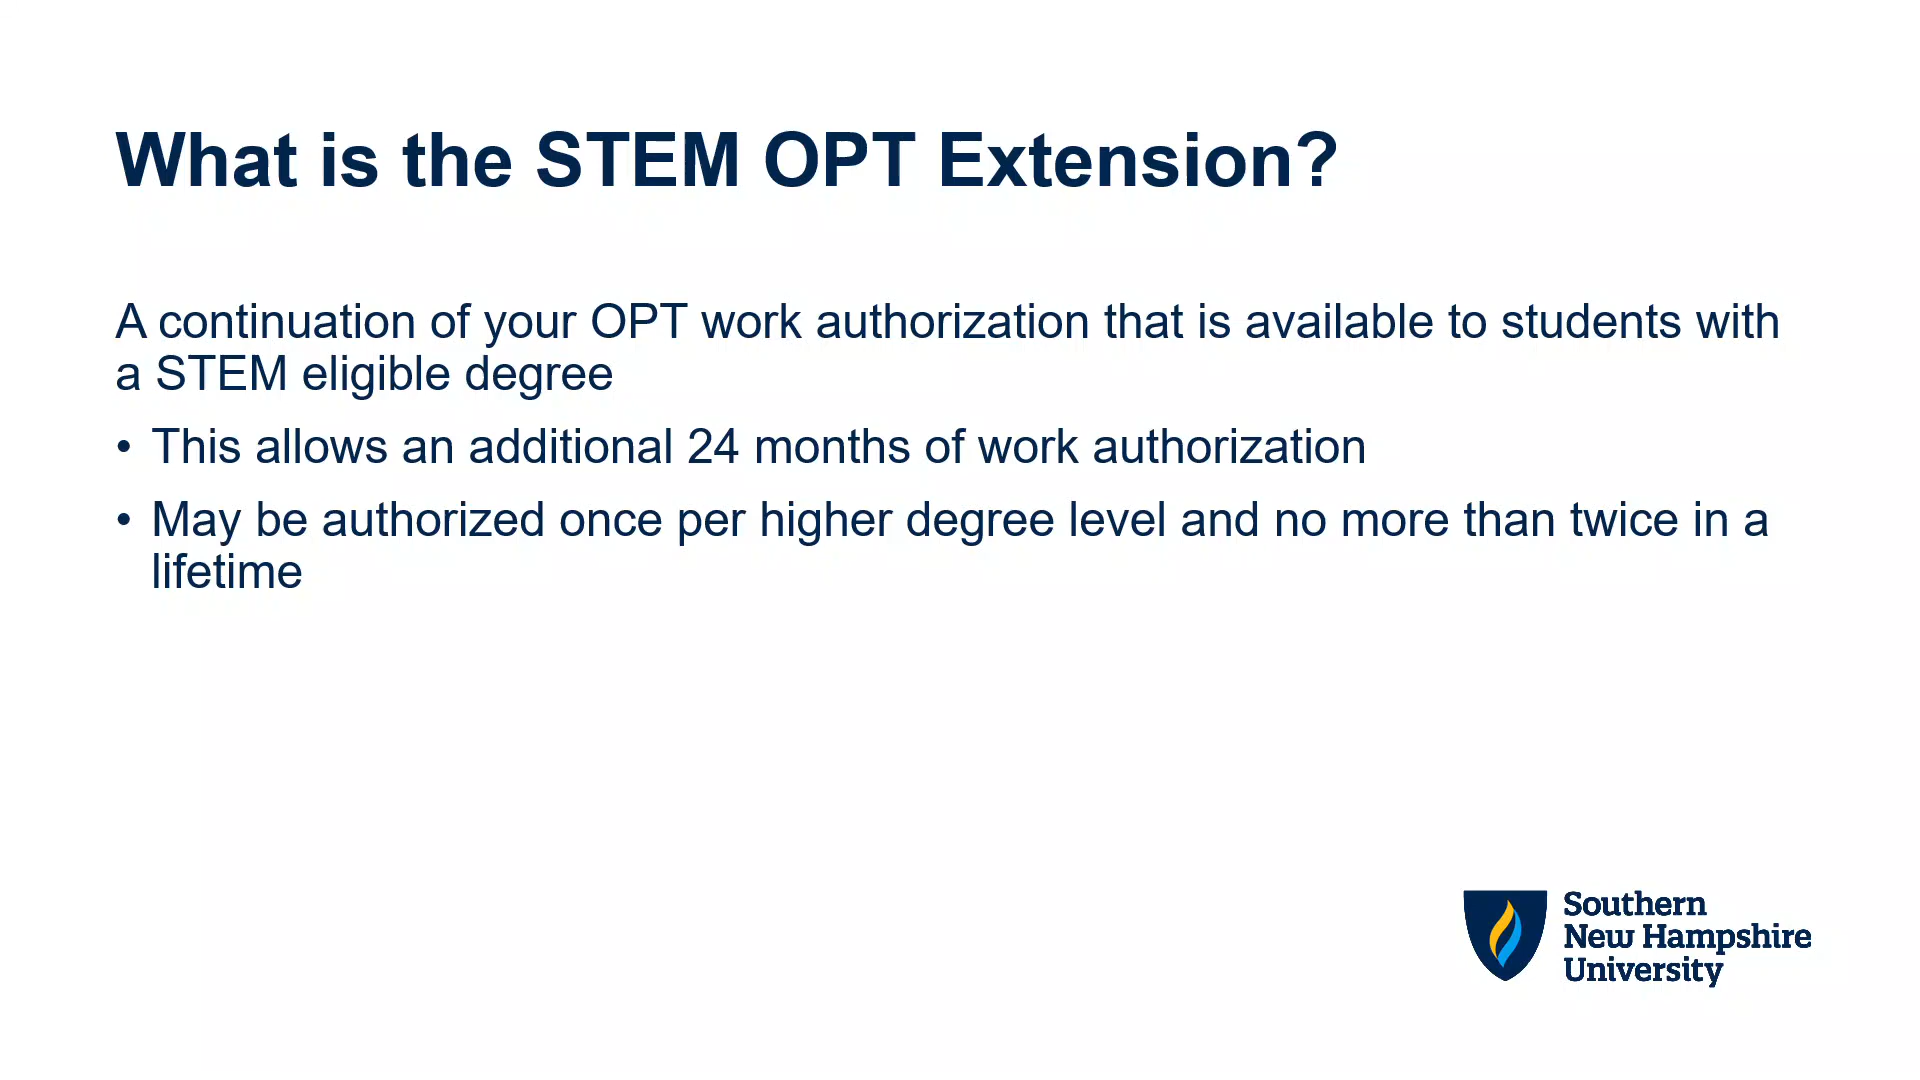 What is the STEM OPT Extension?
A continuation of your OPT work authorization that is available to students with
a STEM eligible degree
• This allows an additional 24 months of work authorization
• May be authorized once per higher degree level and no more than twice in a
lifetime
Southern
New Hampshire
University